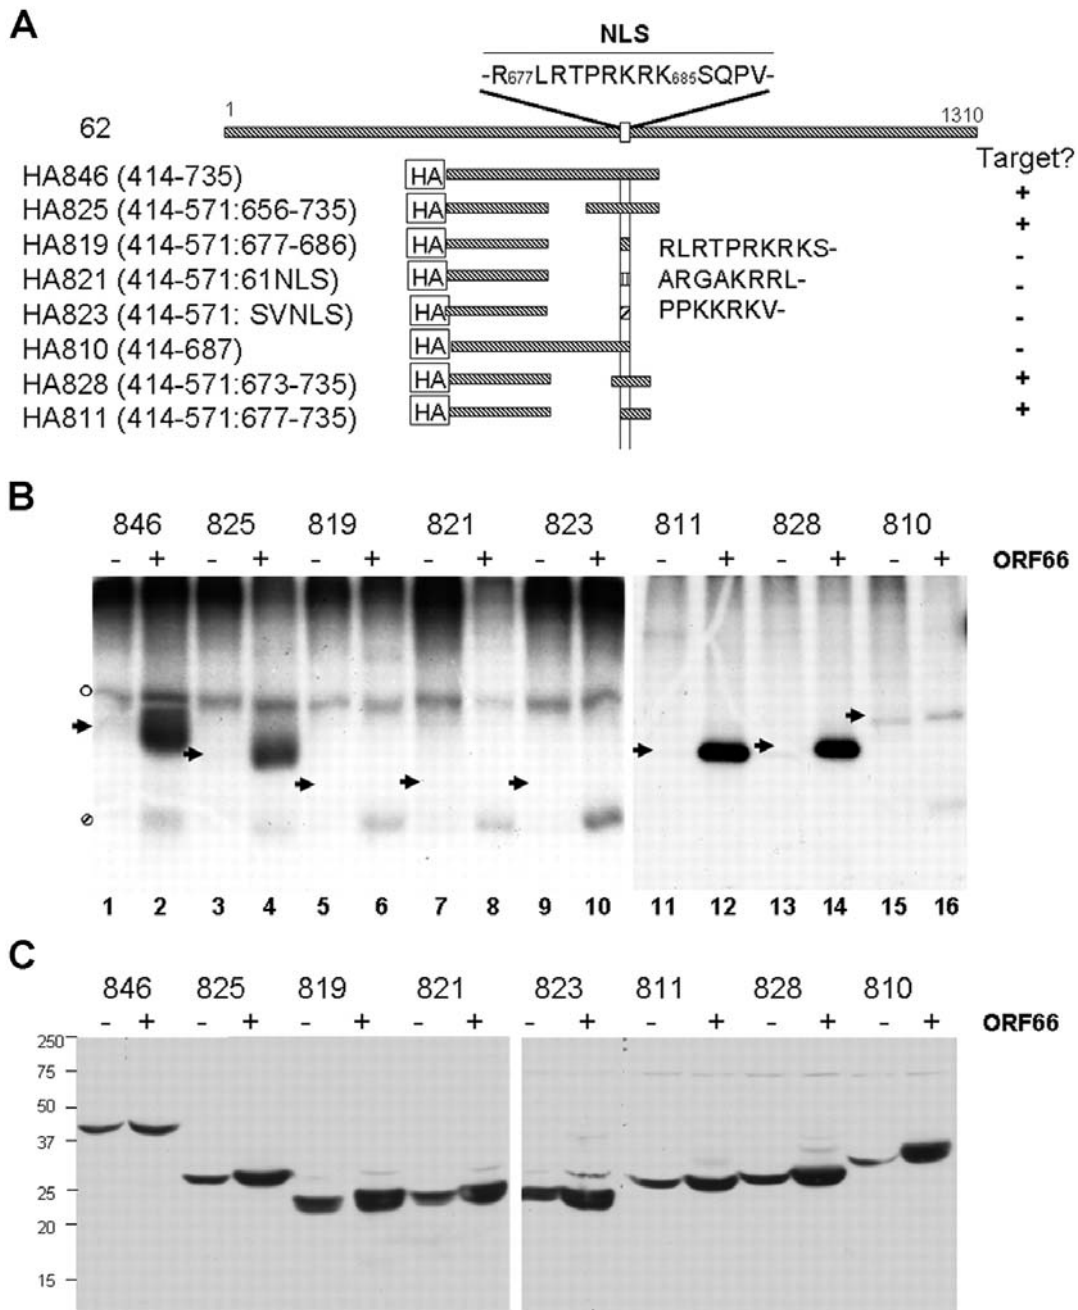 A
NLS
-R677LRTPRKRK685SQPV-
1
1310
62
Target?
HA846 (414-735) HA +
HA825 (414-571:656-735) HA +
HA819 (414-571:677-686) HA RLRTPRKRKS- -
HA821 (414-571:61NLS) HA ARGAKRRL- -
HA823 (414-571: SVNLS) HA PPKKRKV- -
HA810 (414-687) HA -
HA828 (414-571:673-735) HA +
HA811 (414-571:677-735) HA +
B
846 825 819 821 823 811 828 810
- + - + - + - + - + - + - + - + ORF66
1 2 3 4 5 6 7 8 9 10 11 12 13 14 15 16
C
846 825 819 821 823 811 828 810
- + - + - + - + - + - + - + - + ORF66
250
75
50
37
25
20
15